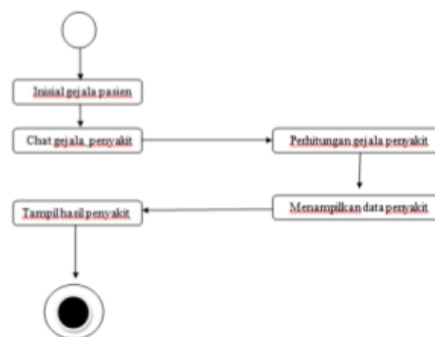 Inisial gejala pasien
Chat gejala penyakit
Perhitungan gejala penyakit
Menampilkan data penyakit
Tampil hasil penyakit